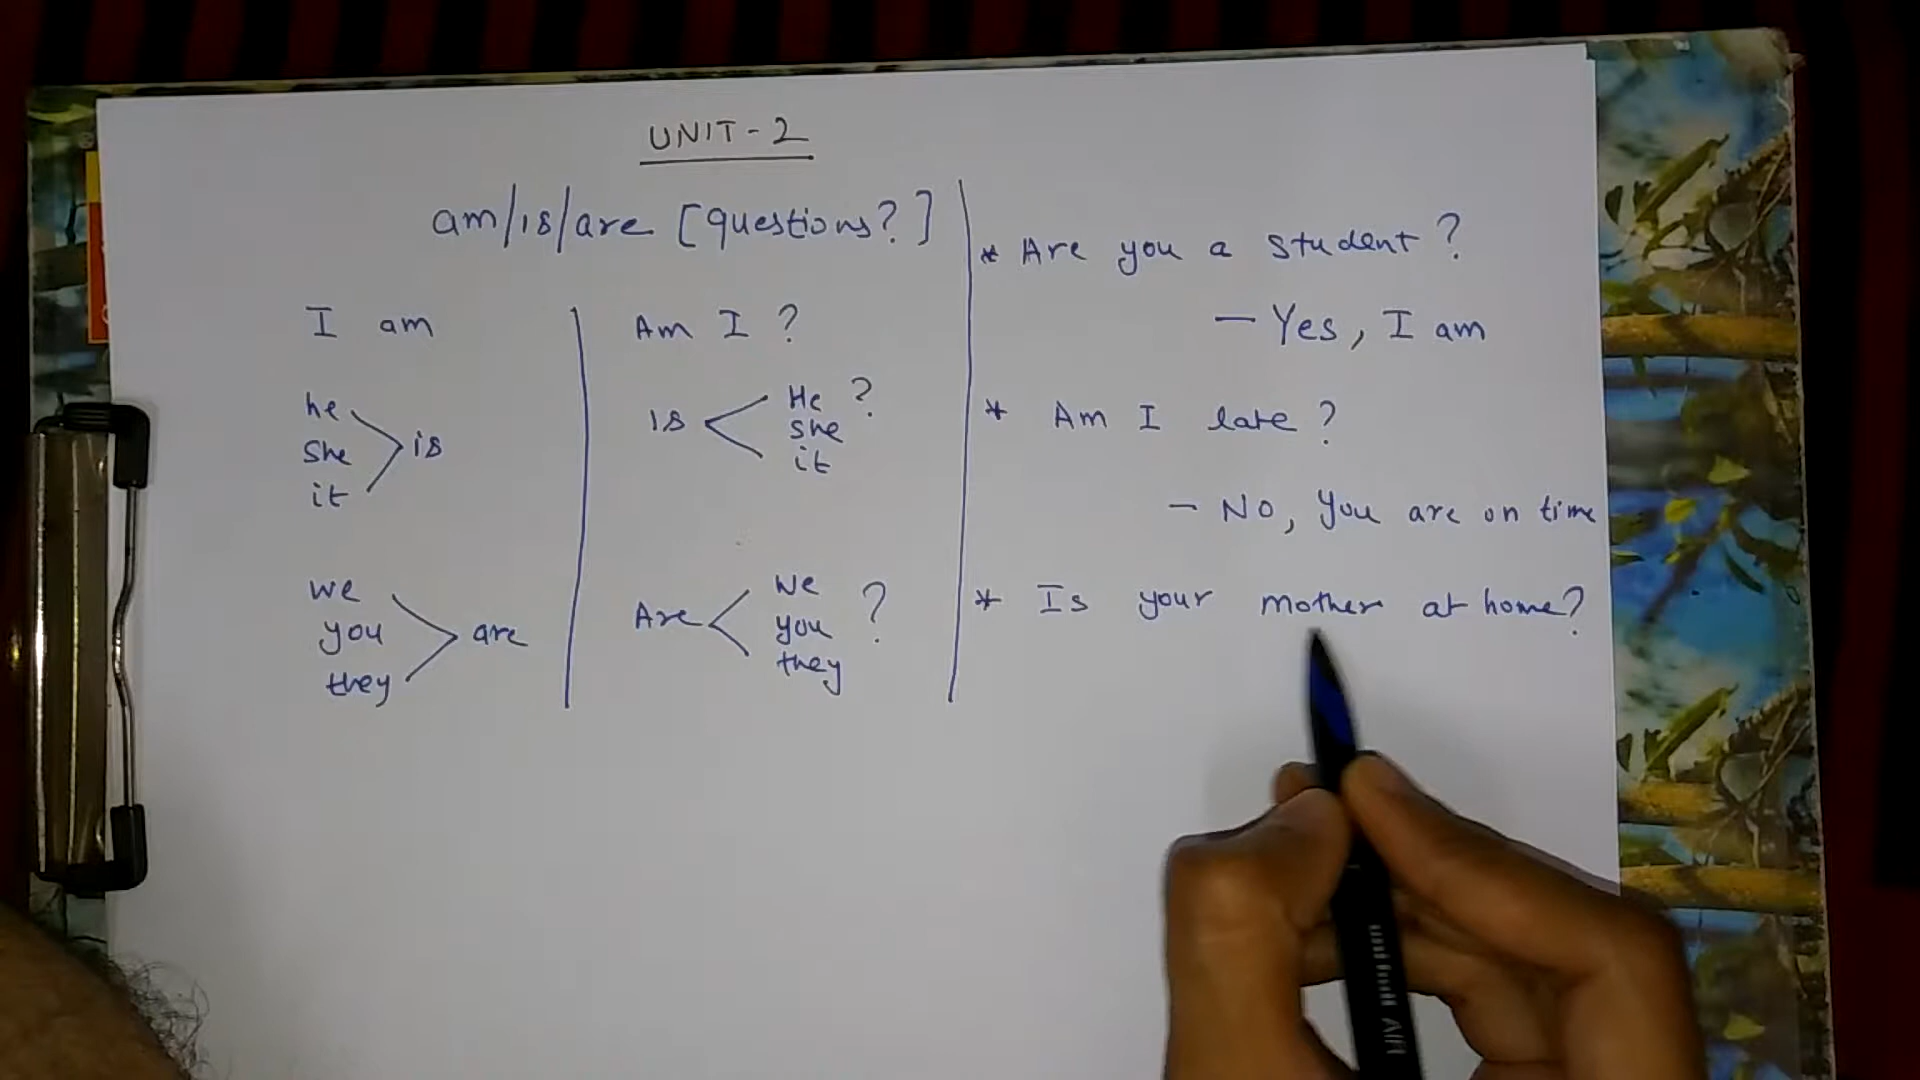 UNIT-2
am/is/are [questions?]
I am
he
She
it
is
we
you
they
are
Am I ?
is
He ?
she
it
Are
We
you ?
they
* Are you a student ?
- Yes, I am
* Am I late ?
- No, you are on time
* Is your mother at home?